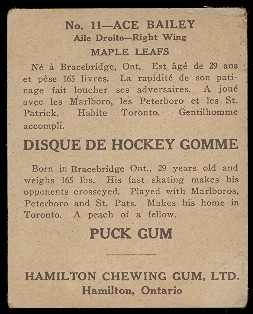 No. 11—ACE BAILEY
Aile Droite—Right Wing
MAPLE LEAFS
Né à Bracebridge, Ont. Est âgé de 29 ans
et pèse 165 livres. La rapidité de son pati-
nage fait loucher ses adversaires. A joué
avec les Marlboro, les Peterboro et les St.
Patrick. Habite Toronto. Gentilhomme
accompli.
DISQUE DE HOCKEY GOMME
Born in Bracebridge Ont., 29 years old and
weighs 165 lbs. His fast skating makes his
opponents crosseyed. Played with Marlboros,
Peterboro and St. Pats. Makes his home in
Toronto. A peach of a fellow.
PUCK GUM
HAMILTON CHEWING GUM, LTD.
Hamilton, Ontario